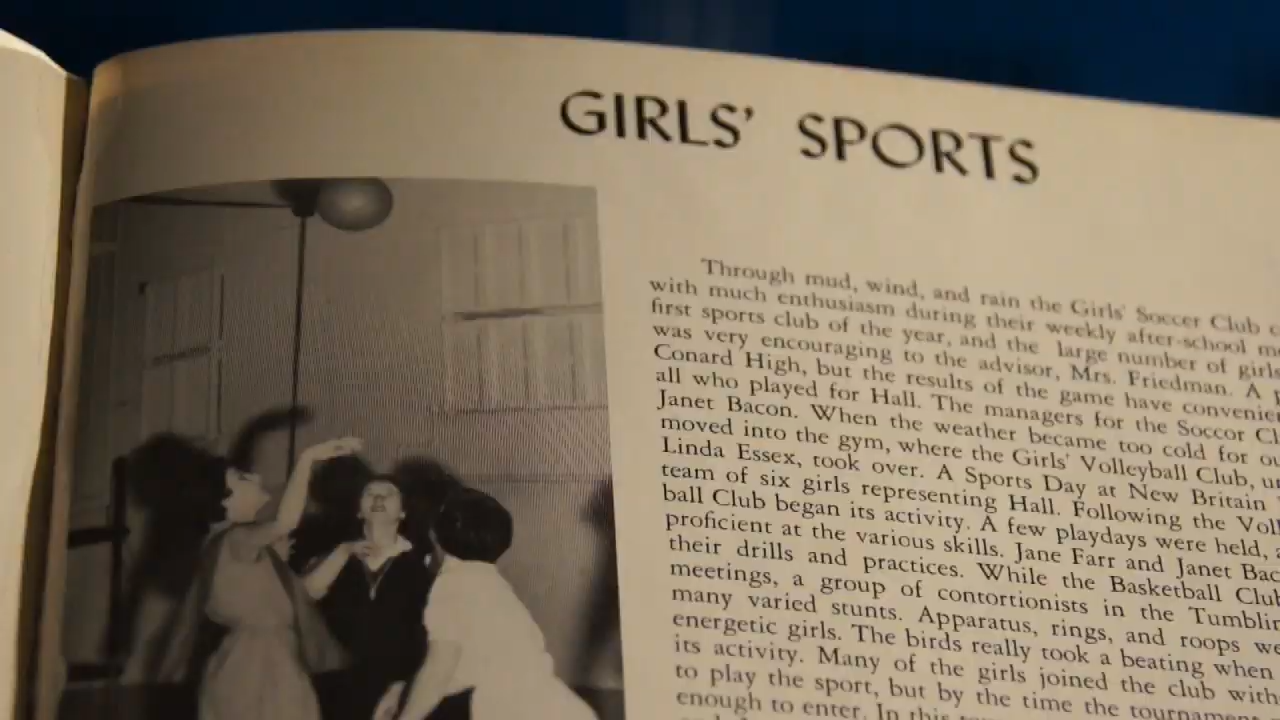 GIRLS' SPORTS
Through mud, wind, and rain the Girls' Soccer Club
with much enthusiasm during their weekly after-school
first sports club of the year, and the large number of girls
was very encouraging to the advisor, Mrs. Friedman. A
Conard High, but the results of the game have
all who played for Hall. The managers for the Soccor
Janet Bacon. When the weather became too cold for
moved into the gym, where the Girls' Volleyball Club,
Linda Essex, took over. A Sports Day at New Britain
team of six girls representing Hall. Following the
ball Club began its activity. A few playdays were held,
proficient at the various skills. Jane Farr and Janet
their drills and practices. While the Basketball Club
meetings, a group of contortionists in the
many varied stunts. Apparatus, rings, and roops
energetic girls. The birds really took a beating when
its activity. Many of the girls joined the club with
to play the sport, but by the time the
enough to enter. In this